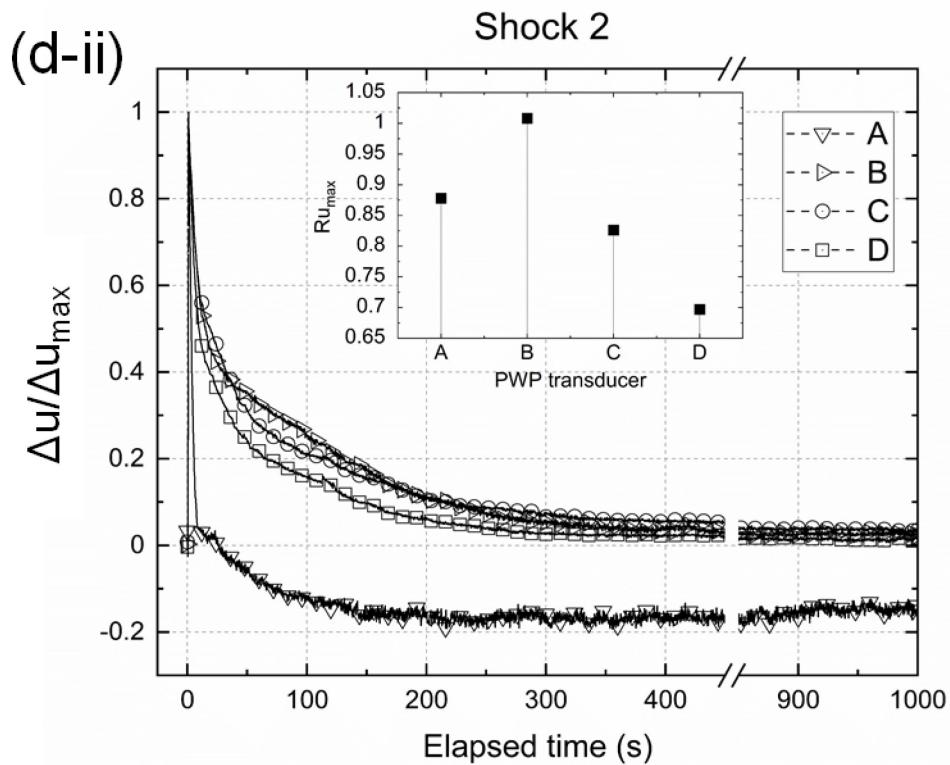 Shock 2
(d-ii)
1
0.8
0.6
0.4
0.2
0
-0.2
Δu/Δu_max
1.05
1
0.95
0.9
0.85
0.8
0.75
0.7
0.65
Ru_max
A B C D
PWP transducer
A
B
C
D
0 100 200 300 400 900 1000
Elapsed time (s)